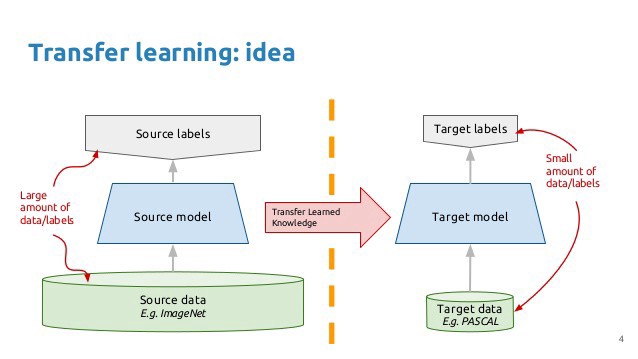 Transfer learning: idea
Source labels
Large
amount of
data/labels
Source model
Source data
E.g. ImageNet
Transfer Learned
Knowledge
Target labels
Small
amount of
data/labels
Target model
Target data
E.g. PASCAL
4